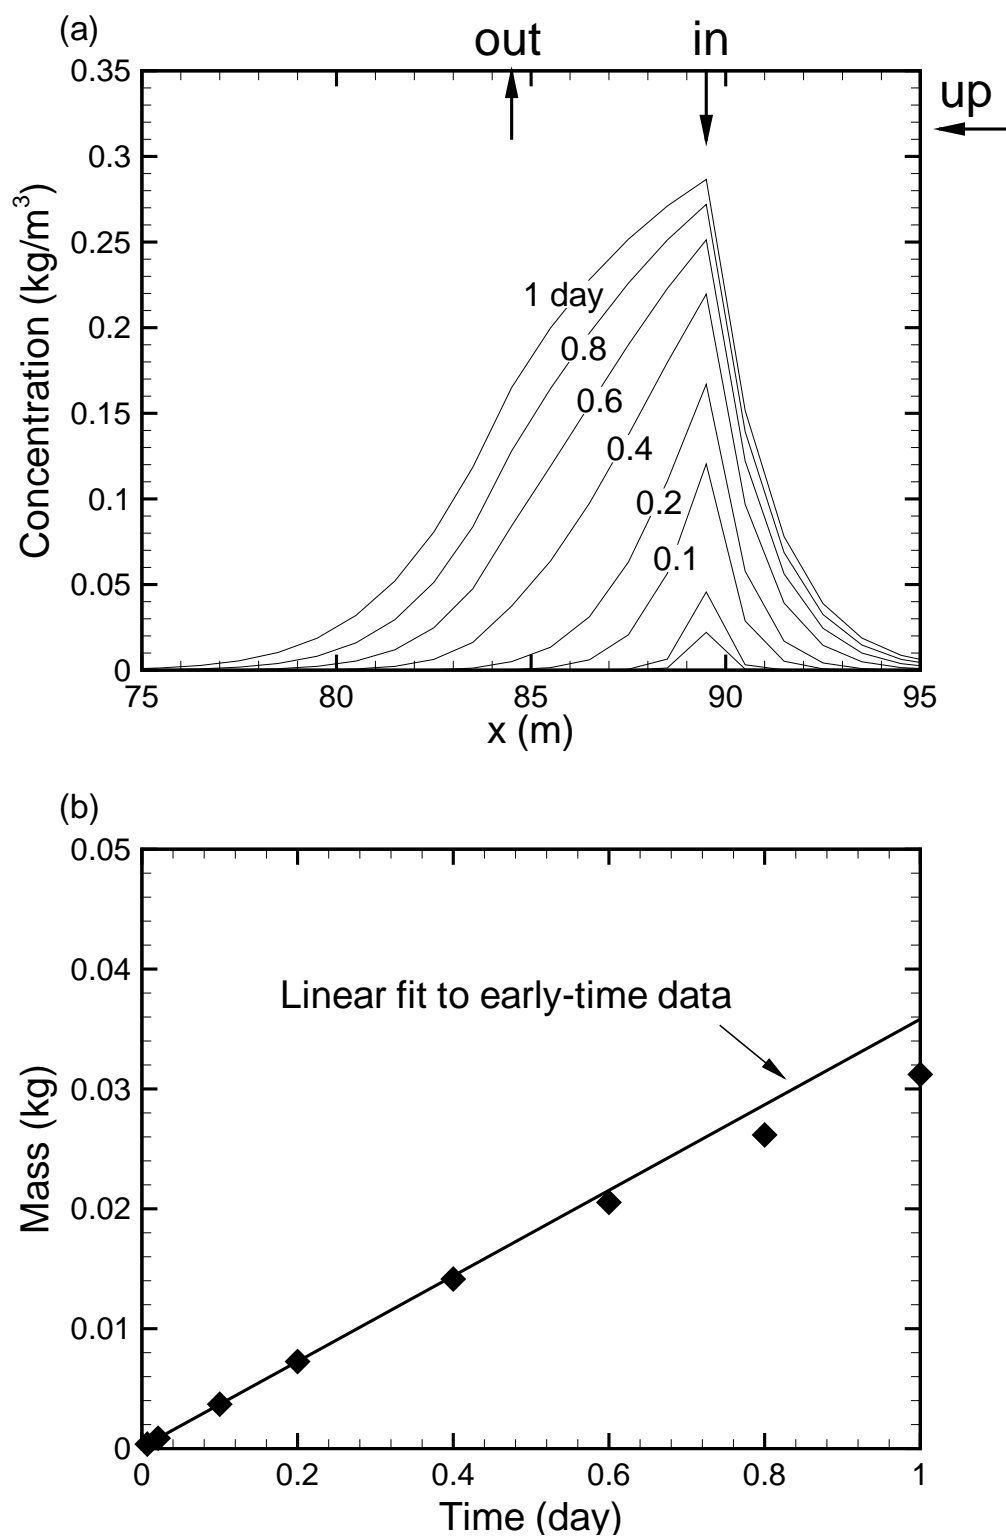 (a)
out
in
up
0.35
0.3
0.25
0.2
0.15
0.1
0.05
0
Concentration (kg/m³)
1 day
0.8
0.6
0.4
0.2
0.1
75
80
85
90
95
x (m)
(b)
0.05
0.04
0.03
0.02
0.01
0
Mass (kg)
Linear fit to early-time data
0
0.2
0.4
0.6
0.8
1
Time (day)